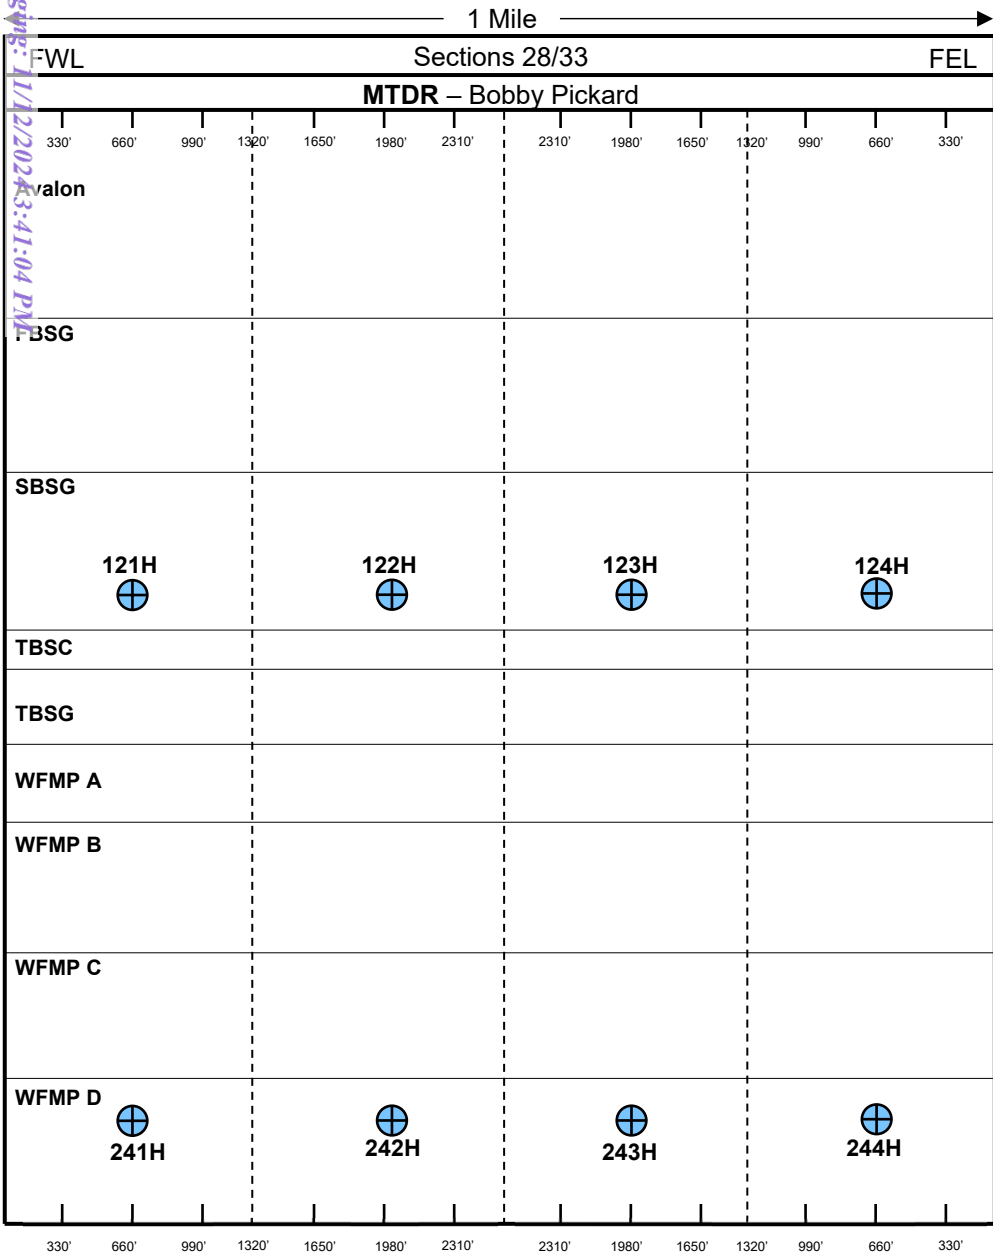 1 Mile
FWL Sections 28/33 FEL
MTDR – Bobby Pickard
330' 660' 990' 1320' 1650' 1980' 2310' 2310' 1980' 1650' 1320' 990' 660' 330'
ging: 11/12/2024 3:41:04 PM
Avalon
FBSG
SBSG
121H 122H 123H 124H
TBSC
TBSG
WFMP A
WFMP B
WFMP C
WFMP D
241H 242H 243H 244H
330' 660' 990' 1320' 1650' 1980' 2310' 2310' 1980' 1650' 1320' 990' 660' 330'